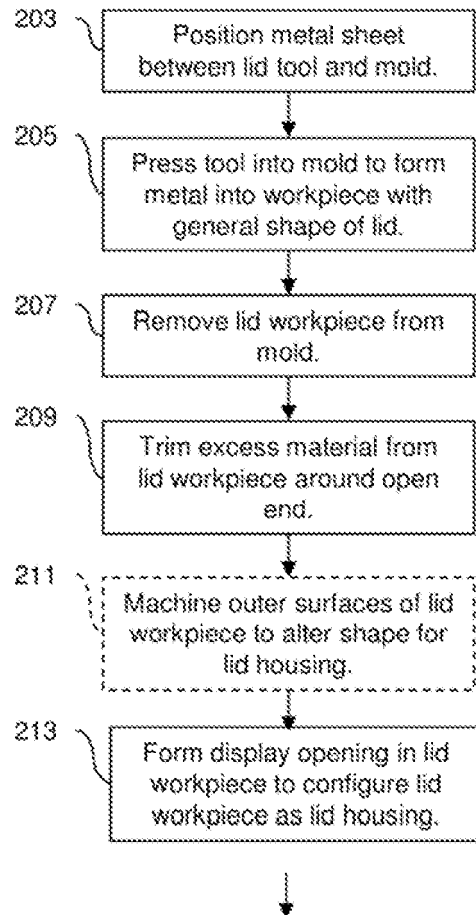 203
Position metal sheet
between lid tool and mold.
205
Press tool into mold to form
metal into workpiece with
general shape of lid.
207
Remove lid workpiece from
mold.
209
Trim excess material from
lid workpiece around open
end.
211
Machine outer surfaces of lid
workpiece to alter shape for
lid housing.
213
Form display opening in lid
workpiece to configure lid
workpiece as lid housing.